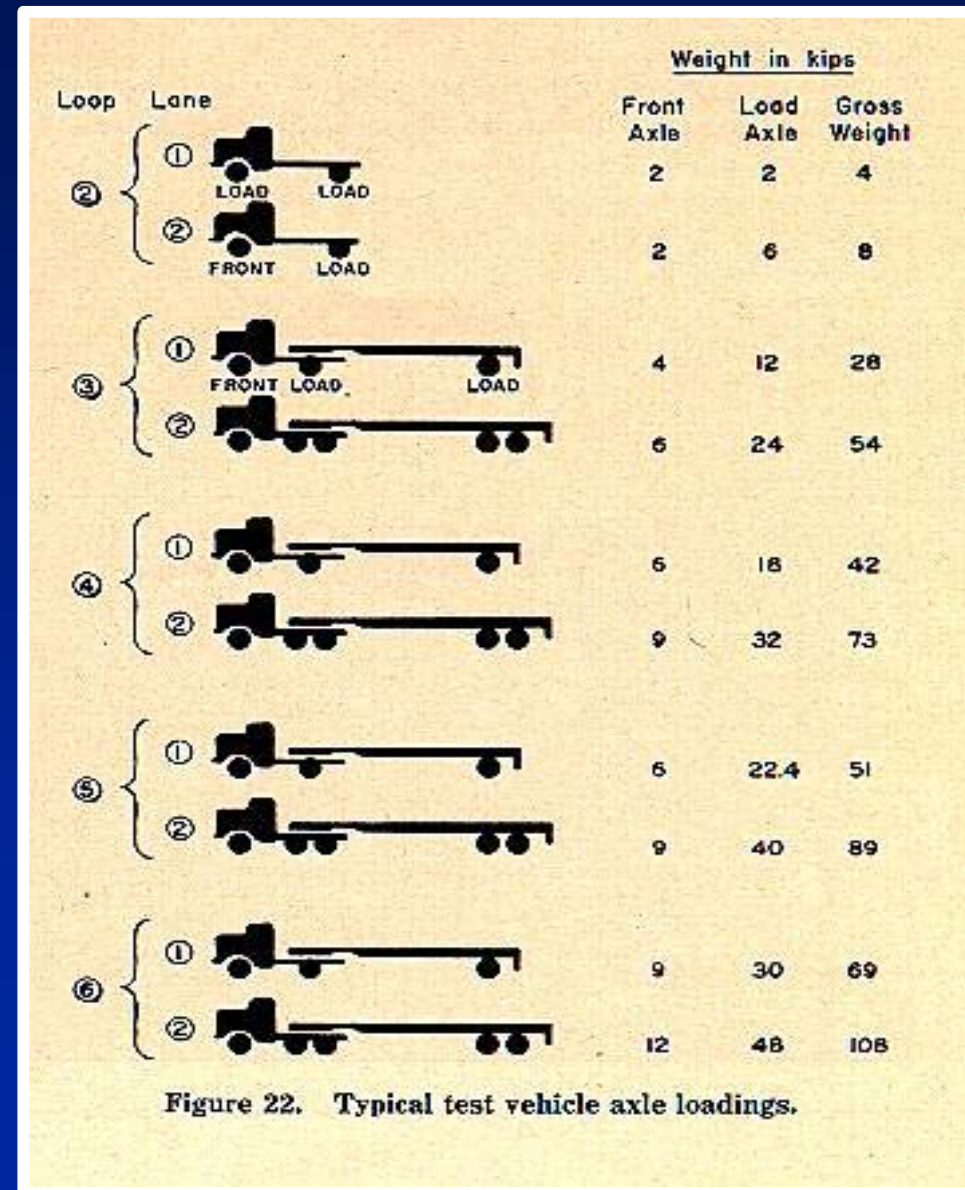 Weight in kips
Loop Lane Front Axle Load Axle Gross Weight
② ① LOAD LOAD 2 2 4
② FRONT LOAD 2 6 8
③ ① FRONT LOAD LOAD 4 12 28
② 6 24 54
④ ① 6 18 42
② 9 32 73
⑤ ① 6 22.4 51
② 9 40 89
⑥ ① 9 30 69
② 12 48 108
Figure 22. Typical test vehicle axle loadings.